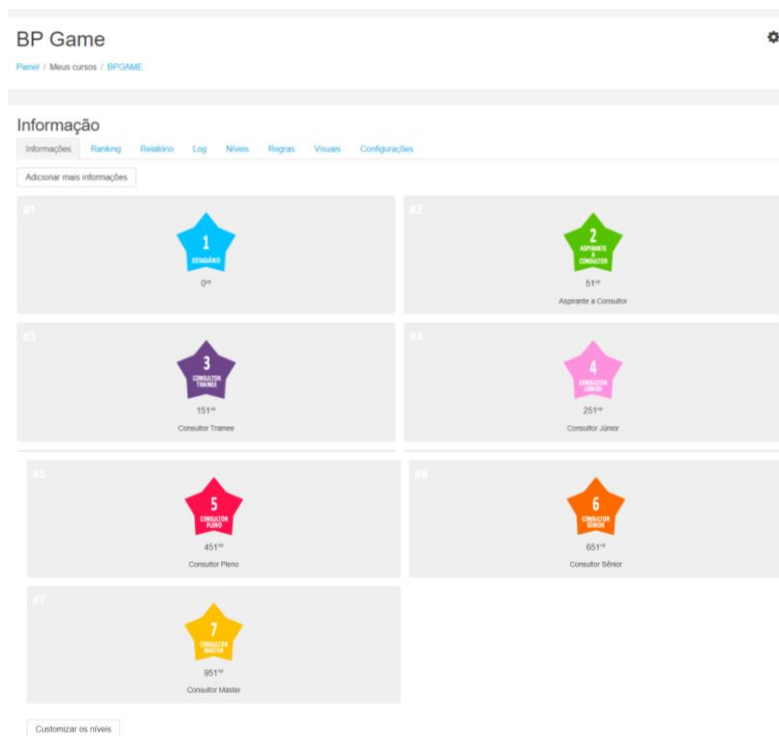 BP Game
Painel / Meus cursos / BPGAME
Informação
Informações Ranking Relatório Log Níveis Regras Visuais Configurações
Adicionar mais informações
#1
1
ESTAGIÁRIO
0xp
#2
2
ASPIRANTE
A
CONSULTOR
51xp
Aspirante a Consultor
#3
3
CONSULTOR
TRAINEE
151xp
Consultor Trainee
#4
4
CONSULTOR
JÚNIOR
251xp
Consultor Júnior
#5
5
CONSULTOR
PLENO
451xp
Consultor Pleno
#6
6
CONSULTOR
SÊNIOR
651xp
Consultor Sênior
#7
7
CONSULTOR
MASTER
951xp
Consultor Master
Customizar os níveis